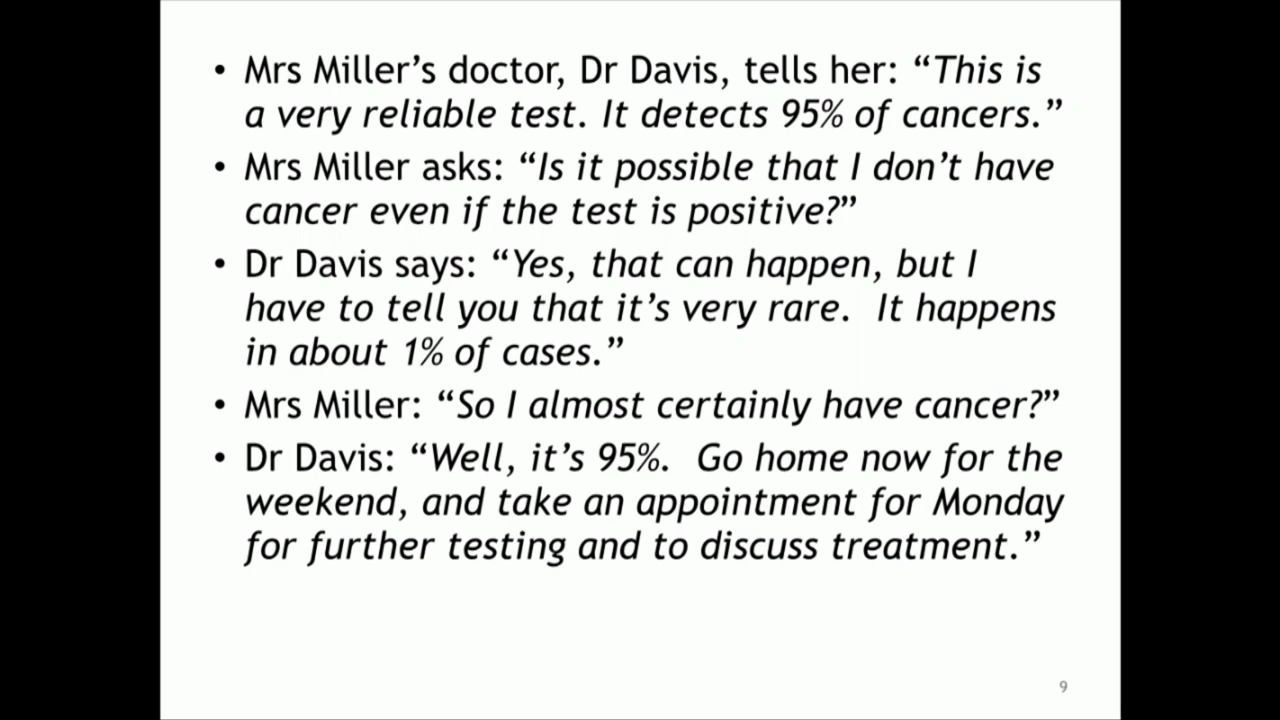 • Mrs Miller’s doctor, Dr Davis, tells her: “This is
a very reliable test. It detects 95% of cancers.”
• Mrs Miller asks: “Is it possible that I don’t have
cancer even if the test is positive?”
• Dr Davis says: “Yes, that can happen, but I
have to tell you that it’s very rare.  It happens
in about 1% of cases.”
• Mrs Miller: “So I almost certainly have cancer?”
• Dr Davis: “Well, it’s 95%.  Go home now for the
weekend, and take an appointment for Monday
for further testing and to discuss treatment.”
9